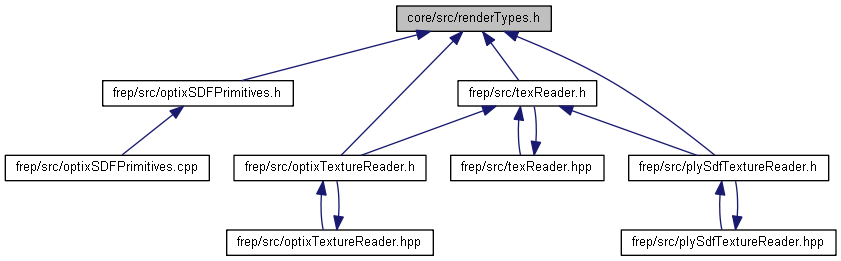 core/src/renderTypes.h
frep/src/optixSDFPrimitives.h
frep/src/texReader.h
frep/src/optixSDFPrimitives.cpp
frep/src/optixTextureReader.h
frep/src/texReader.hpp
frep/src/plySdfTextureReader.h
frep/src/optixTextureReader.hpp
frep/src/plySdfTextureReader.hpp